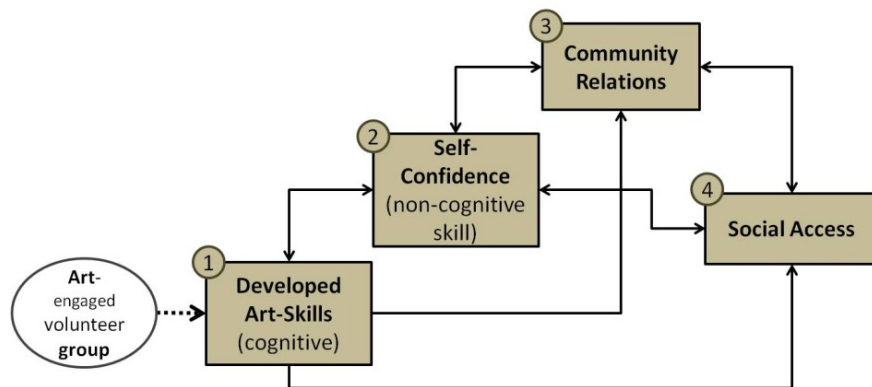 3
Community
Relations
2
Self-
Confidence
(non-cognitive
skill)
4
Social Access
1
Developed
Art-Skills
(cognitive)
Art-
engaged
volunteer
group